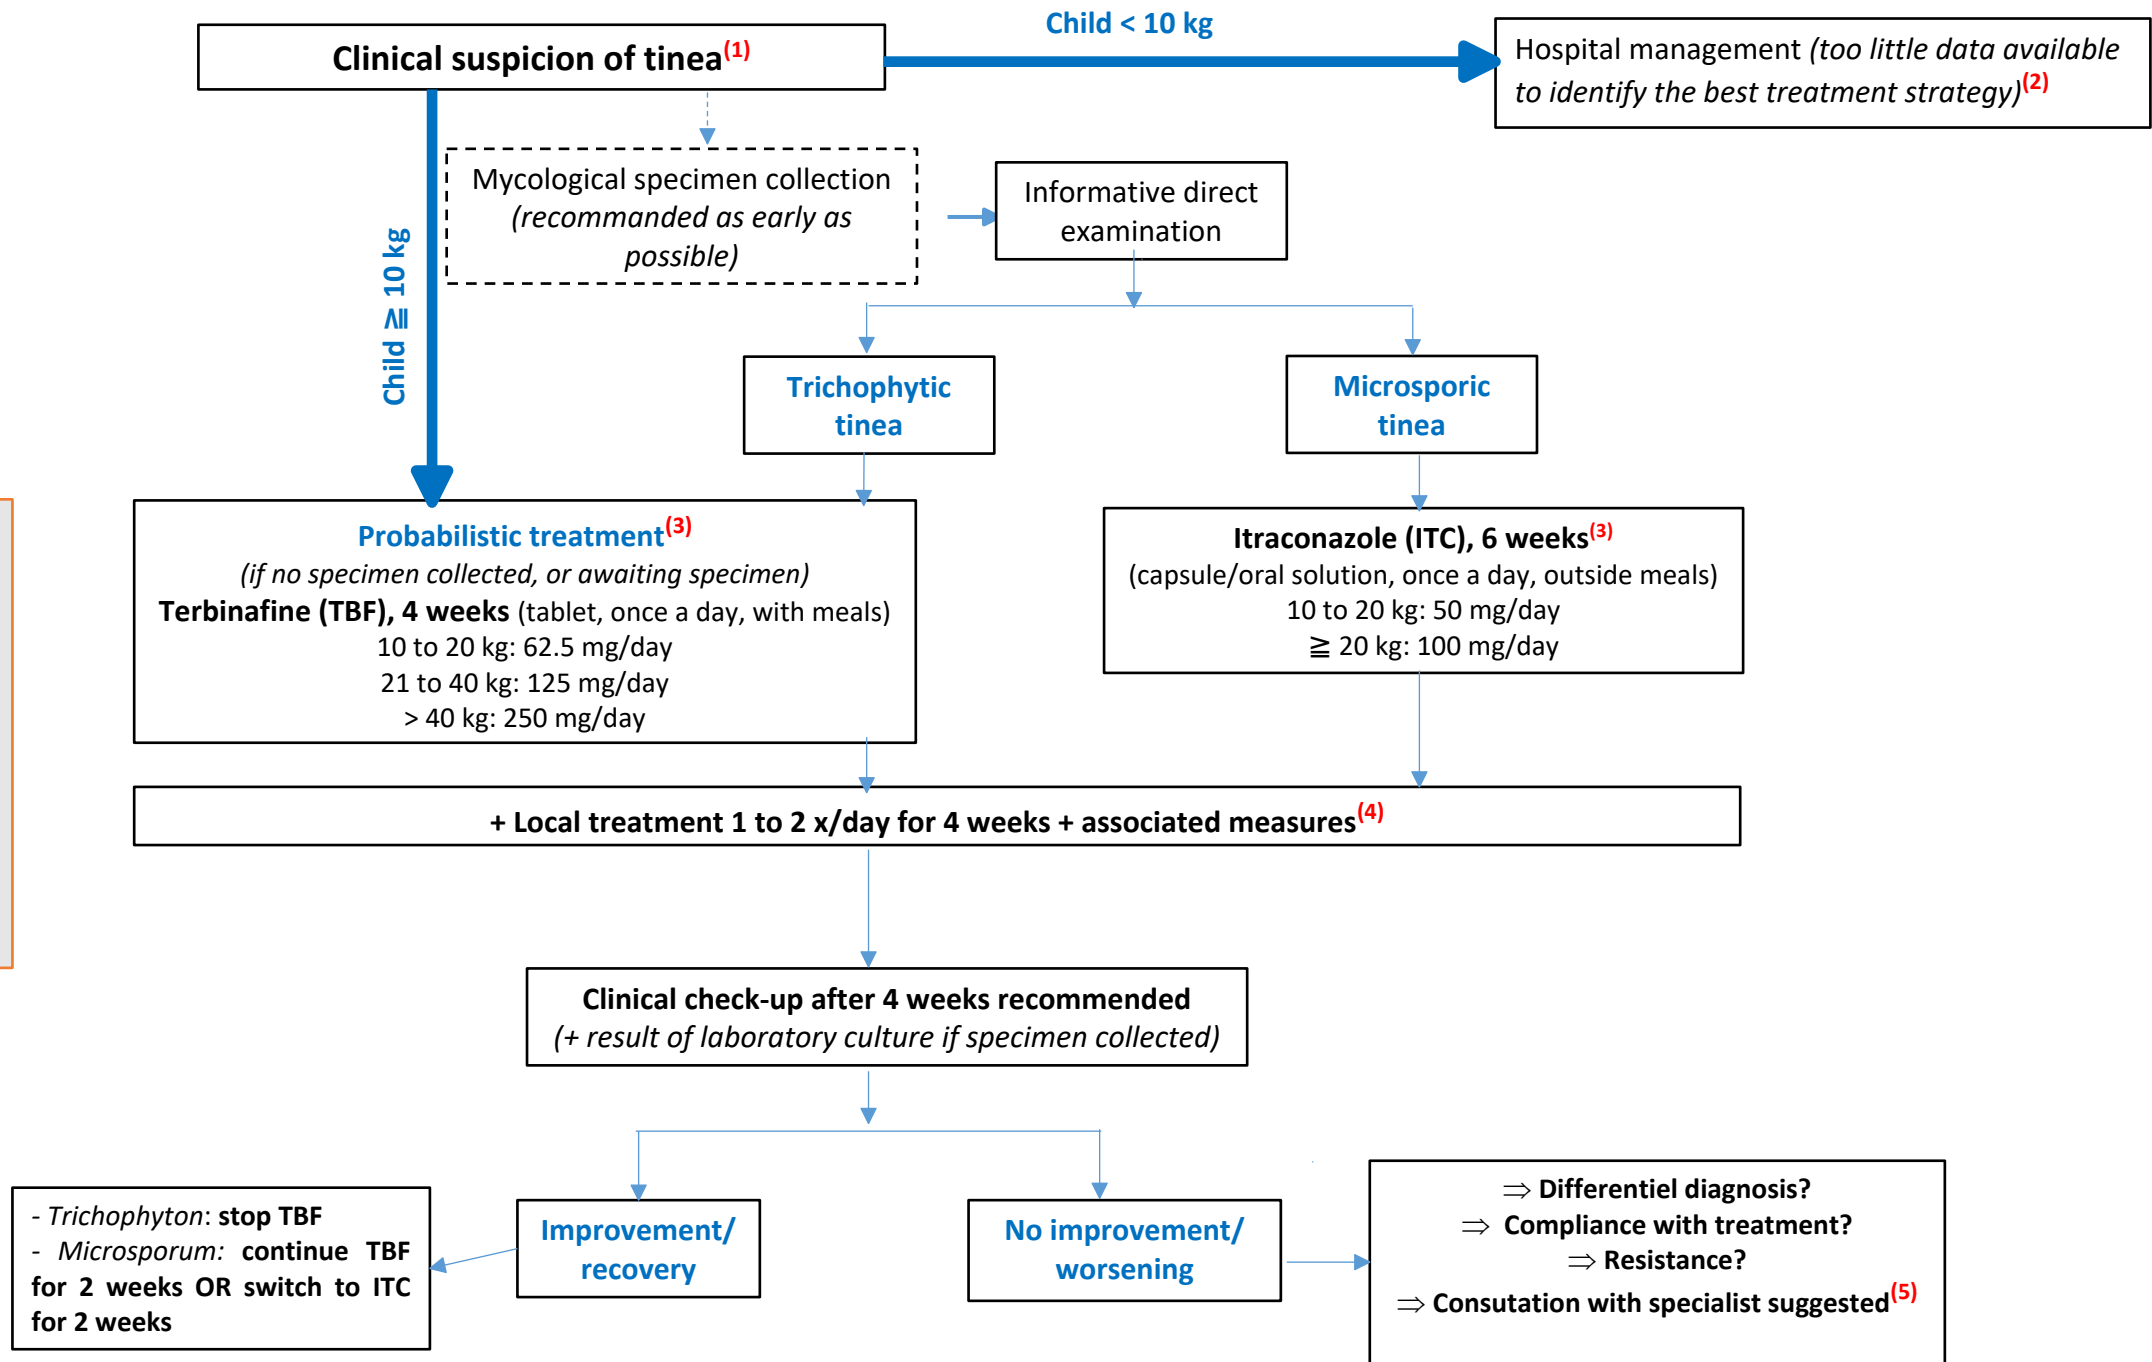 Child < 10 kg
Clinical suspicion of tinea(1)
Hospital management (too little data available
to identify the best treatment strategy)(2)
Mycological specimen collection
(recommanded as early as
possible)
Informative direct
examination
Child ≧ 10 kg
Trichophytic
tinea
Microsporic
tinea
Probabilistic treatment(3)
(if no specimen collected, or awaiting specimen)
Terbinafine (TBF), 4 weeks (tablet, once a day, with meals)
10 to 20 kg: 62.5 mg/day
21 to 40 kg: 125 mg/day
> 40 kg: 250 mg/day
Itraconazole (ITC), 6 weeks(3)
(capsule/oral solution, once a day, outside meals)
10 to 20 kg: 50 mg/day
≧ 20 kg: 100 mg/day
+ Local treatment 1 to 2 x/day for 4 weeks + associated measures(4)
Clinical check-up after 4 weeks recommended
(+ result of laboratory culture if specimen collected)
- Trichophyton: stop TBF
- Microsporum: continue TBF
for 2 weeks OR switch to ITC
for 2 weeks
Improvement/
recovery
No improvement/
worsening
⇒ Differentiel diagnosis?
⇒ Compliance with treatment?
⇒ Resistance?
⇒ Consutation with specialist suggested(5)